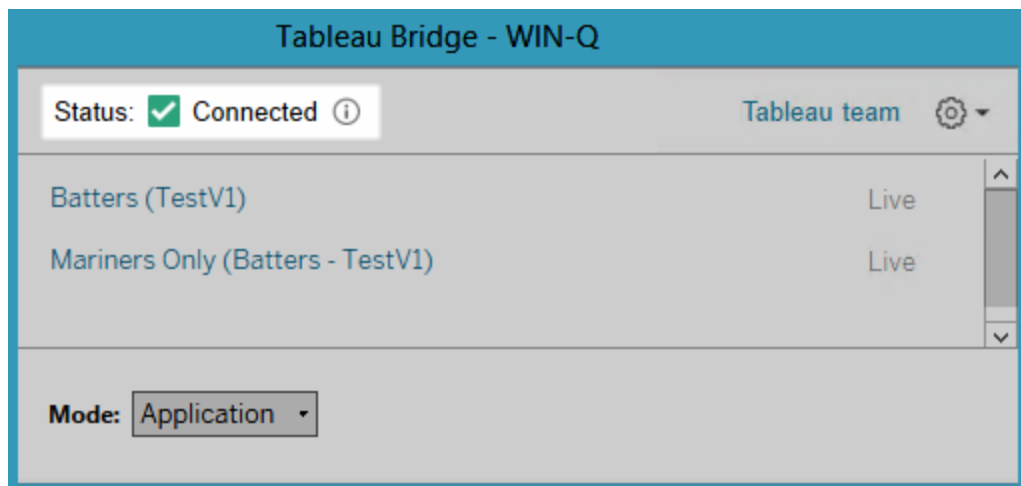 Tableau Bridge - WIN-Q
Status: Connected
Tableau team
Batters (TestV1) Live
Mariners Only (Batters - TestV1) Live
Mode: Application